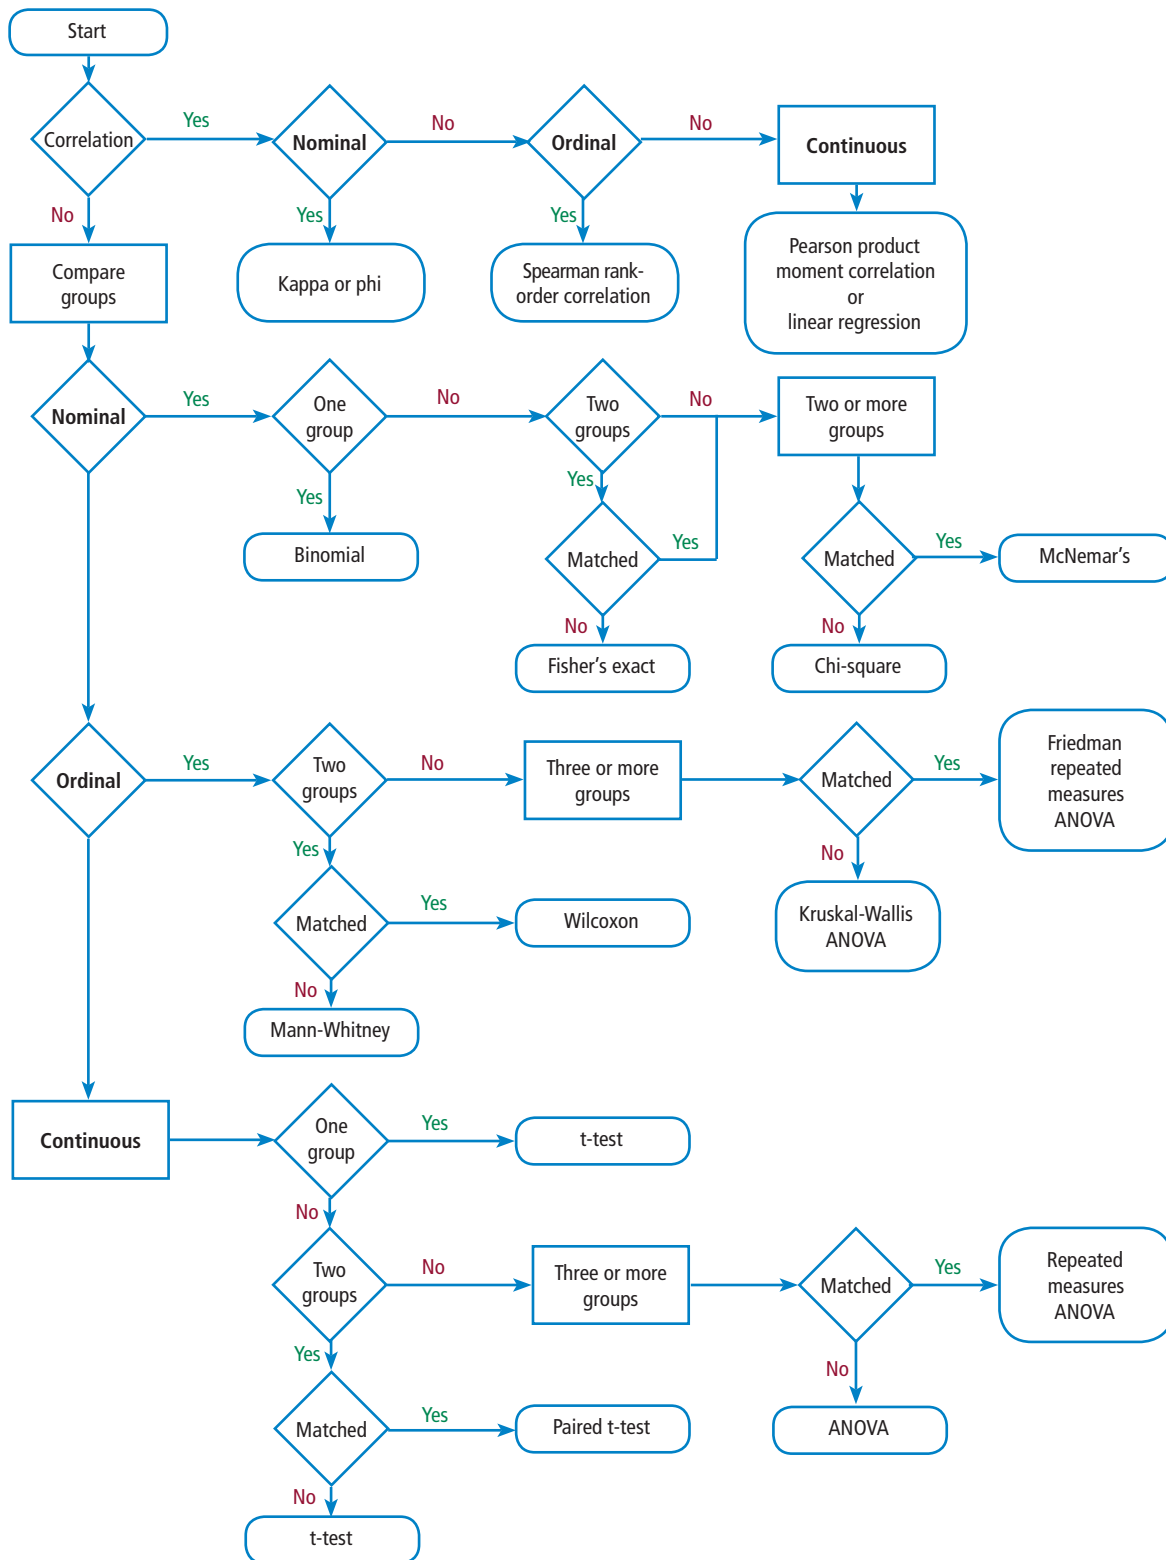 Start
Correlation
Yes
Nominal
No
Ordinal
No
Continuous
No
Yes
Yes
Compare
groups
Kappa or phi
Spearman rank-
order correlation
Pearson product
moment correlation
or
linear regression
Nominal
Yes
One
group
No
Two
groups
No
Two or more
groups
Yes
Yes
Binomial
Matched
Yes
Matched
Yes
McNemar's
No
No
Fisher's exact
Chi-square
Ordinal
Yes
Two
groups
No
Three or more
groups
Matched
Yes
Friedman
repeated
measures
ANOVA
Yes
No
Matched
Yes
Wilcoxon
Kruskal-Wallis
ANOVA
No
Mann-Whitney
Continuous
One
group
Yes
t-test
No
Two
groups
No
Three or more
groups
Matched
Yes
Repeated
measures
ANOVA
Yes
No
Matched
Yes
Paired t-test
ANOVA
No
t-test